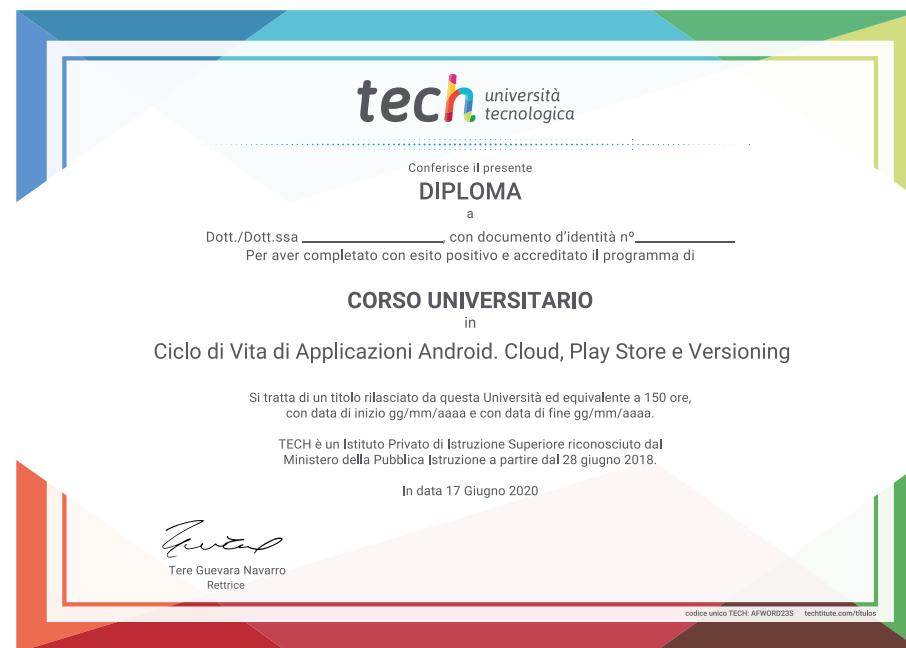 tech università
tecnologica
Conferisce il presente
DIPLOMA
a
Dott./Dott.ssa ____________________, con documento d'identità nº______________
Per aver completato con esito positivo e accreditato il programma di
CORSO UNIVERSITARIO
in
Ciclo di Vita di Applicazioni Android. Cloud, Play Store e Versioning
Si tratta di un titolo rilasciato da questa Università ed equivalente a 150 ore,
con data di inizio gg/mm/aaaa e con data di fine gg/mm/aaaa.
TECH è un Istituto Privato di Istruzione Superiore riconosciuto dal
Ministero della Pubblica Istruzione a partire dal 28 giugno 2018.
In data 17 Giugno 2020
Tere Guevara Navarro
Rettrice
codice unico TECH: AFWORD23S techtitute.com/títulos